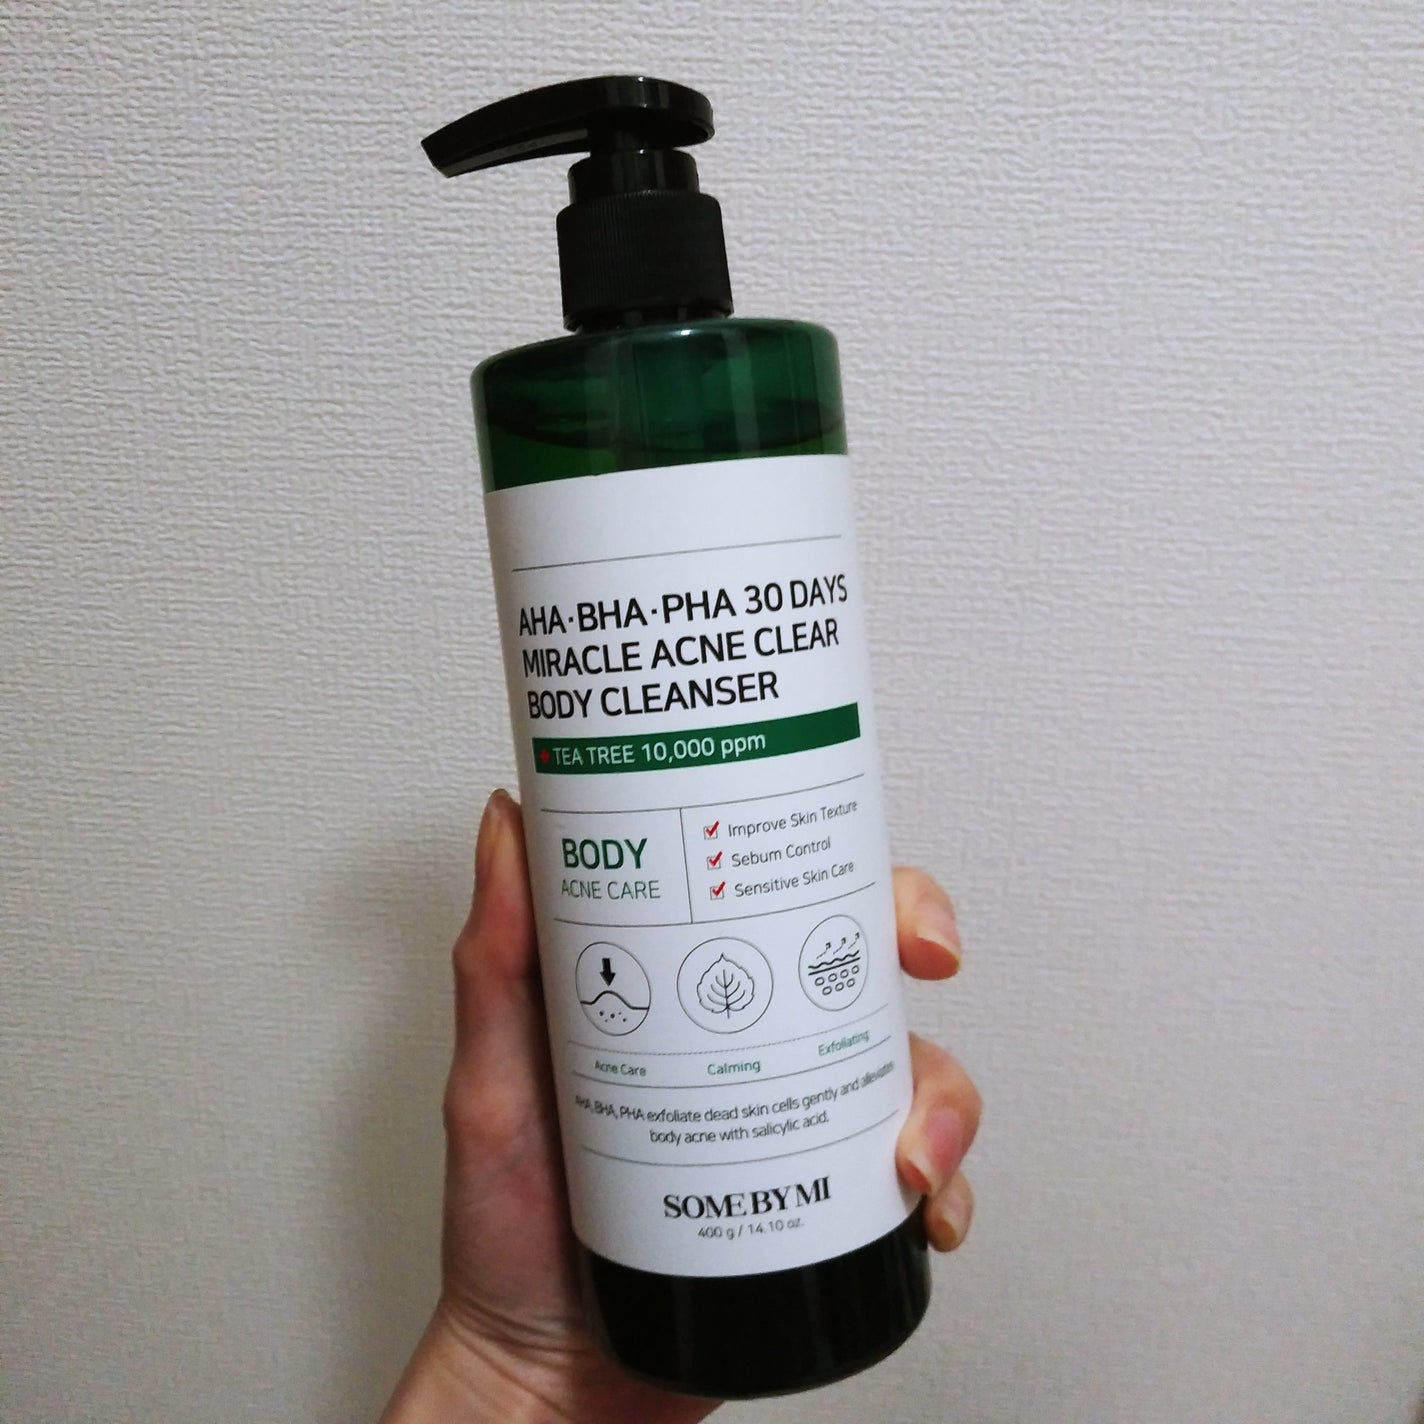 AHA·BHA·PHA 30 DAYS
MIRACLE ACNE CLEAR
BODY CLEANSER
+ TEA TREE 10,000 ppm
BODY
ACNE CARE
Improve Skin Texture
Sebum Control
Sensitive Skin Care
Acne Care Calming Exfoliating
AHA, BHA, PHA exfoliate dead skin cells gently and alleviates
body acne with salicylic acid.
SOME BY MI
400 g / 14.10 oz.